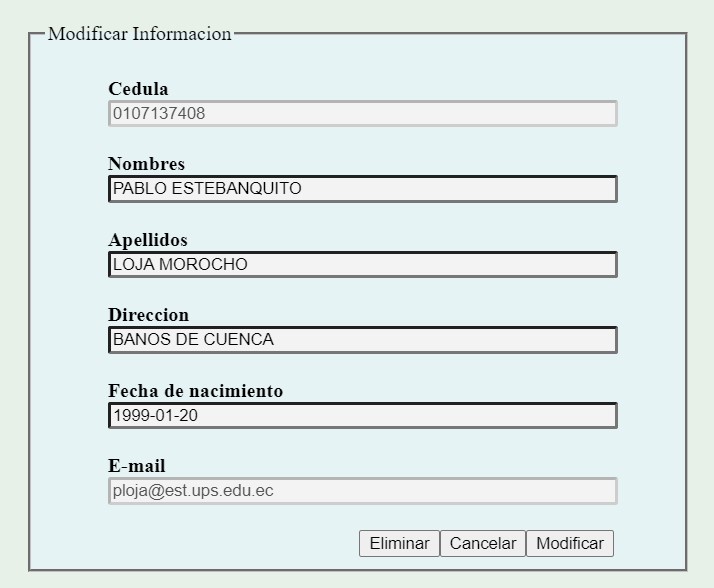 Modificar Informacion
Cedula
0107137408
Nombres
PABLO ESTEBANQUITO
Apellidos
LOJA MOROCHO
Direccion
BANOS DE CUENCA
Fecha de nacimiento
1999-01-20
E-mail
ploja@est.ups.edu.ec
Eliminar Cancelar Modificar